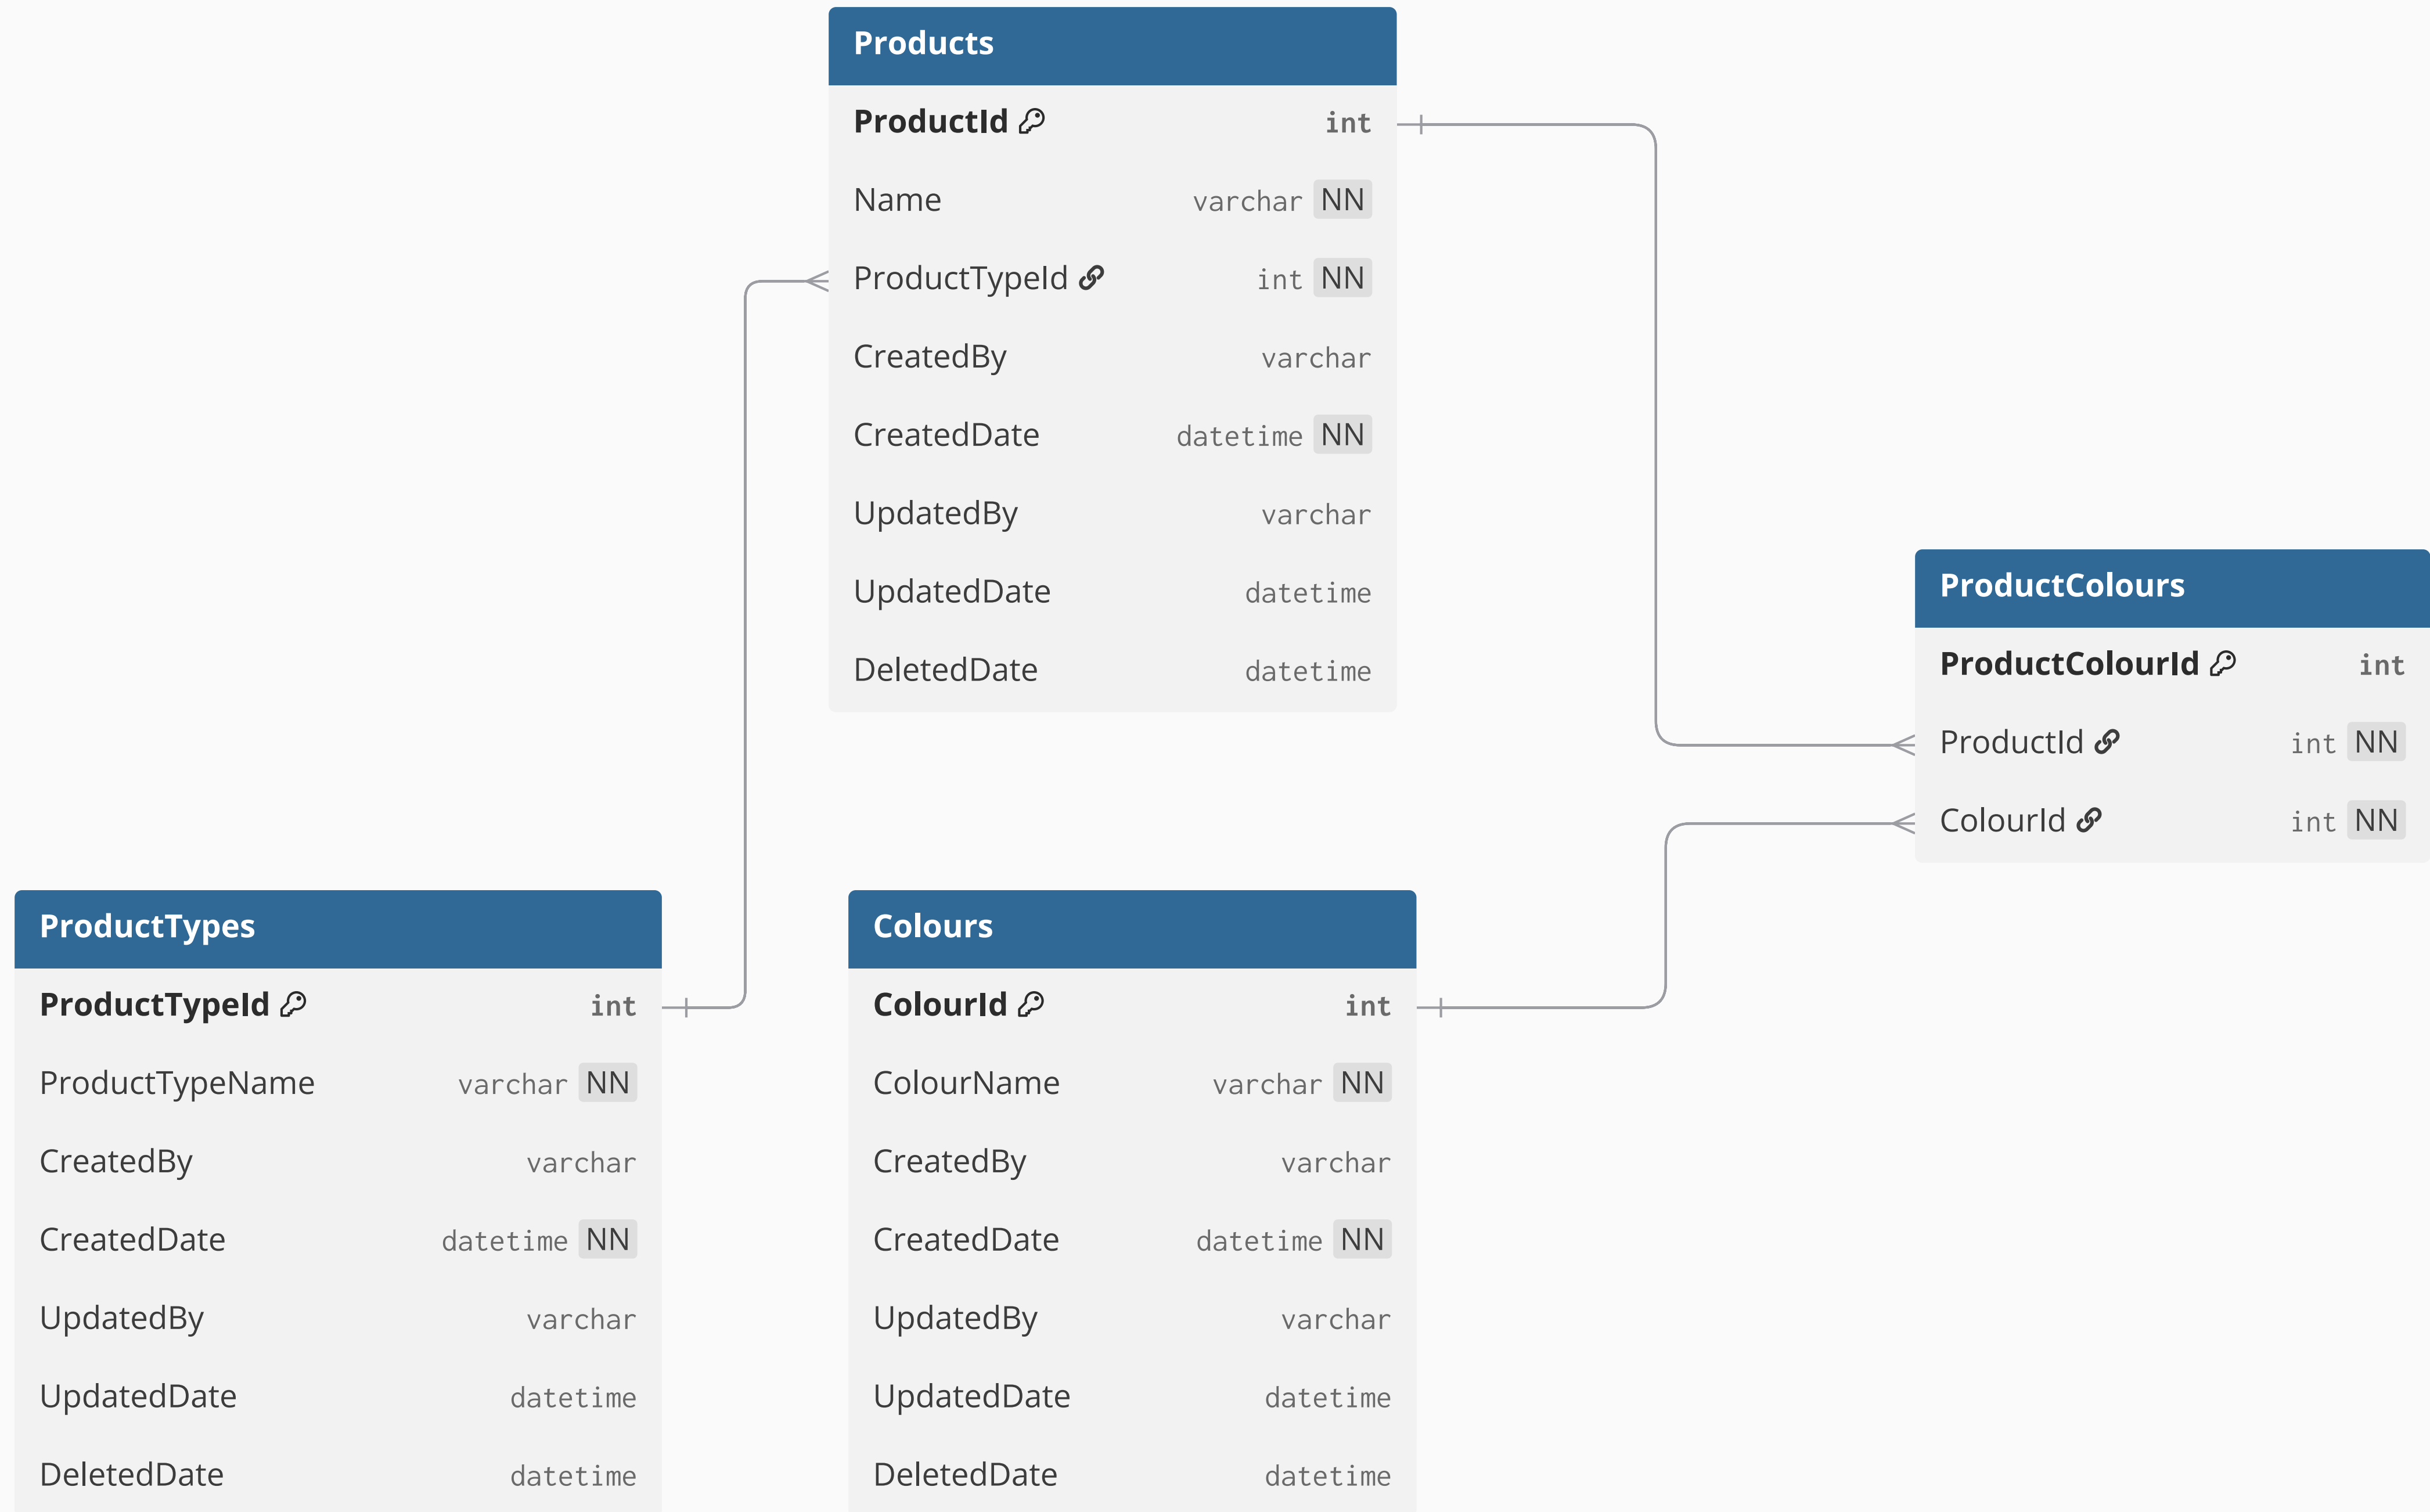 Products
ProductId int
Name varchar NN
ProductTypeId int NN
CreatedBy varchar
CreatedDate datetime NN
UpdatedBy varchar
UpdatedDate datetime
DeletedDate datetime
ProductColours
ProductColourId int
ProductId int NN
ColourId int NN
ProductTypes
ProductTypeId int
ProductTypeName varchar NN
CreatedBy varchar
CreatedDate datetime NN
UpdatedBy varchar
UpdatedDate datetime
DeletedDate datetime
Colours
ColourId int
ColourName varchar NN
CreatedBy varchar
CreatedDate datetime NN
UpdatedBy varchar
UpdatedDate datetime
DeletedDate datetime